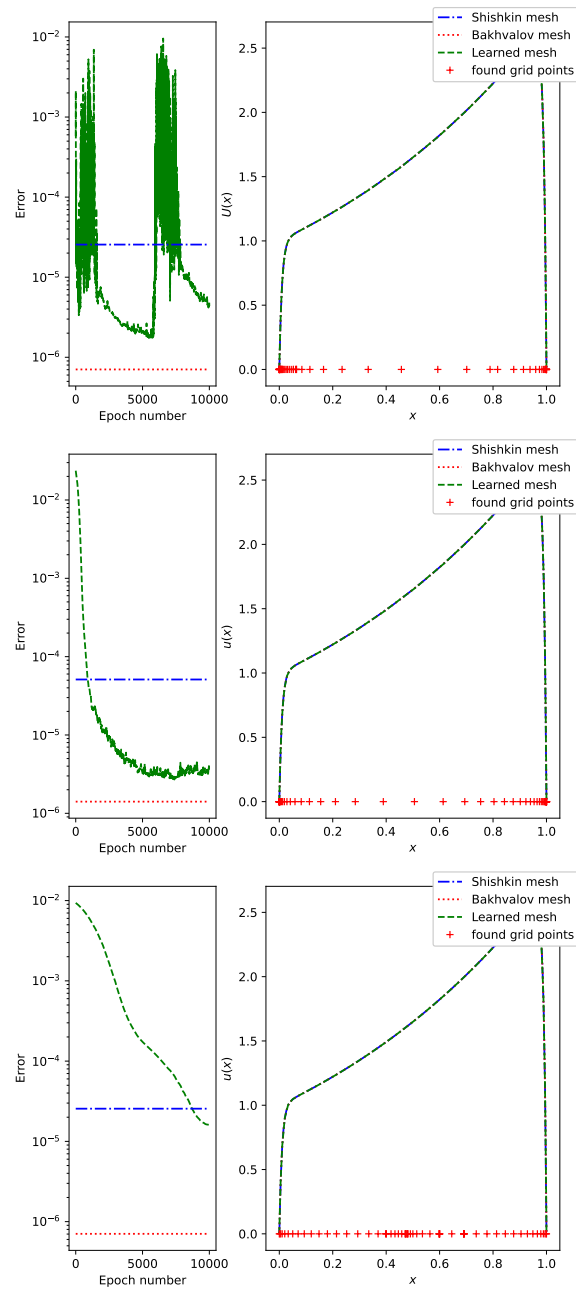 Shishkin mesh
Bakhvalov mesh
Learned mesh
found grid points
10⁻²
10⁻³
10⁻⁴
10⁻⁵
10⁻⁶
Error
0 5000 10000
Epoch number
2.5
2.0
1.5
1.0
0.5
0.0
U(x)
0.0 0.2 0.4 0.6 0.8 1.0
x
Shishkin mesh
Bakhvalov mesh
Learned mesh
found grid points
10⁻²
10⁻³
10⁻⁴
10⁻⁵
10⁻⁶
Error
0 5000 10000
Epoch number
2.5
2.0
1.5
1.0
0.5
0.0
u(x)
0.0 0.2 0.4 0.6 0.8 1.0
x
Shishkin mesh
Bakhvalov mesh
Learned mesh
found grid points
10⁻²
10⁻³
10⁻⁴
10⁻⁵
10⁻⁶
Error
0 5000 10000
Epoch number
2.5
2.0
1.5
1.0
0.5
0.0
u(x)
0.0 0.2 0.4 0.6 0.8 1.0
x